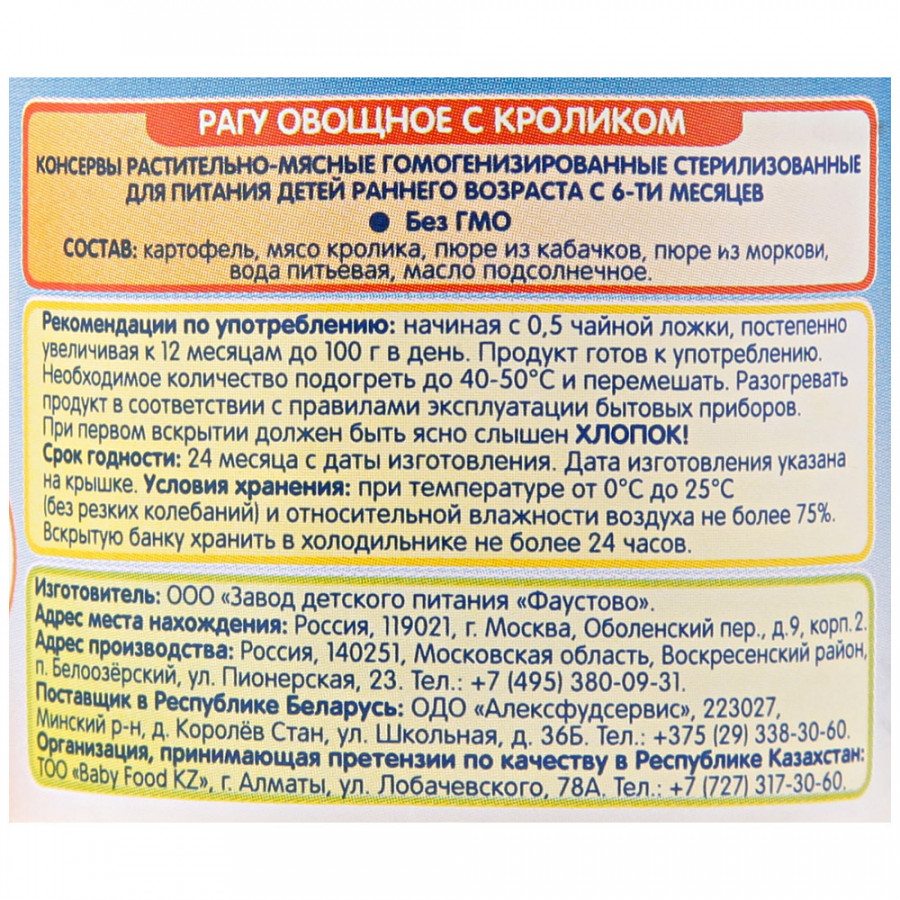 РАГУ ОВОЩНОЕ С КРОЛИКОМ
КОНСЕРВЫ РАСТИТЕЛЬНО-МЯСНЫЕ ГОМОГЕНИЗИРОВАННЫЕ СТЕРИЛИЗОВАННЫЕ
ДЛЯ ПИТАНИЯ ДЕТЕЙ РАННЕГО ВОЗРАСТА С 6-ТИ МЕСЯЦЕВ
● Без ГМО
СОСТАВ: картофель, мясо кролика, пюре из кабачков, пюре из моркови,
вода питьевая, масло подсолнечное.
Рекомендации по употреблению: начиная с 0,5 чайной ложки, постепенно
увеличивая к 12 месяцам до 100 г в день. Продукт готов к употреблению.
Необходимое количество подогреть до 40-50°С и перемешать. Разогревать
продукт в соответствии с правилами эксплуатации бытовых приборов.
При первом вскрытии должен быть ясно слышен ХЛОПОК!
Срок годности: 24 месяца с даты изготовления. Дата изготовления указана
на крышке. Условия хранения: при температуре от 0°С до 25°С
(без резких колебаний) и относительной влажности воздуха не более 75%.
Вскрытую банку хранить в холодильнике не более 24 часов.
Изготовитель: ООО «Завод детского питания «Фаустово».
Адрес места нахождения: Россия, 119021, г. Москва, Оболенский пер., д.9, корп.2.
Адрес производства: Россия, 140251, Московская область, Воскресенский район,
п. Белоозёрский, ул. Пионерская, 23. Тел.: +7 (495) 380-09-31.
Поставщик в Республике Беларусь: ОДО «Алексфудсервис», 223027,
Минский р-н, д. Королёв Стан, ул. Школьная, д. 36Б. Тел.: +375 (29) 338-30-60.
Организация, принимающая претензии по качеству в Республике Казахстан:
ТОО «Baby Food KZ», г. Алматы, ул. Лобачевского, 78А. Тел.: +7 (727) 317-30-60.